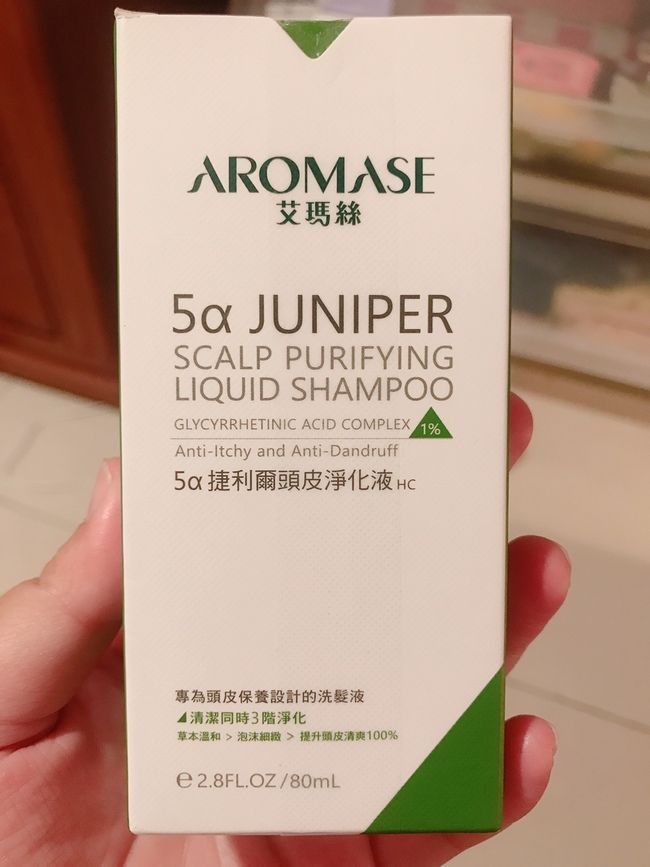 AROMASE
艾瑪絲
5α JUNIPER
SCALP PURIFYING
LIQUID SHAMPOO
GLYCYRRHETINIC ACID COMPLEX 1%
Anti-Itchy and Anti-Dandruff
5α捷利爾頭皮淨化液 HC
專為頭皮保養設計的洗髮液
清潔同時3階淨化
草本溫和 > 泡沫細緻 > 提升頭皮清爽100%
℮ 2.8FL.OZ/80mL